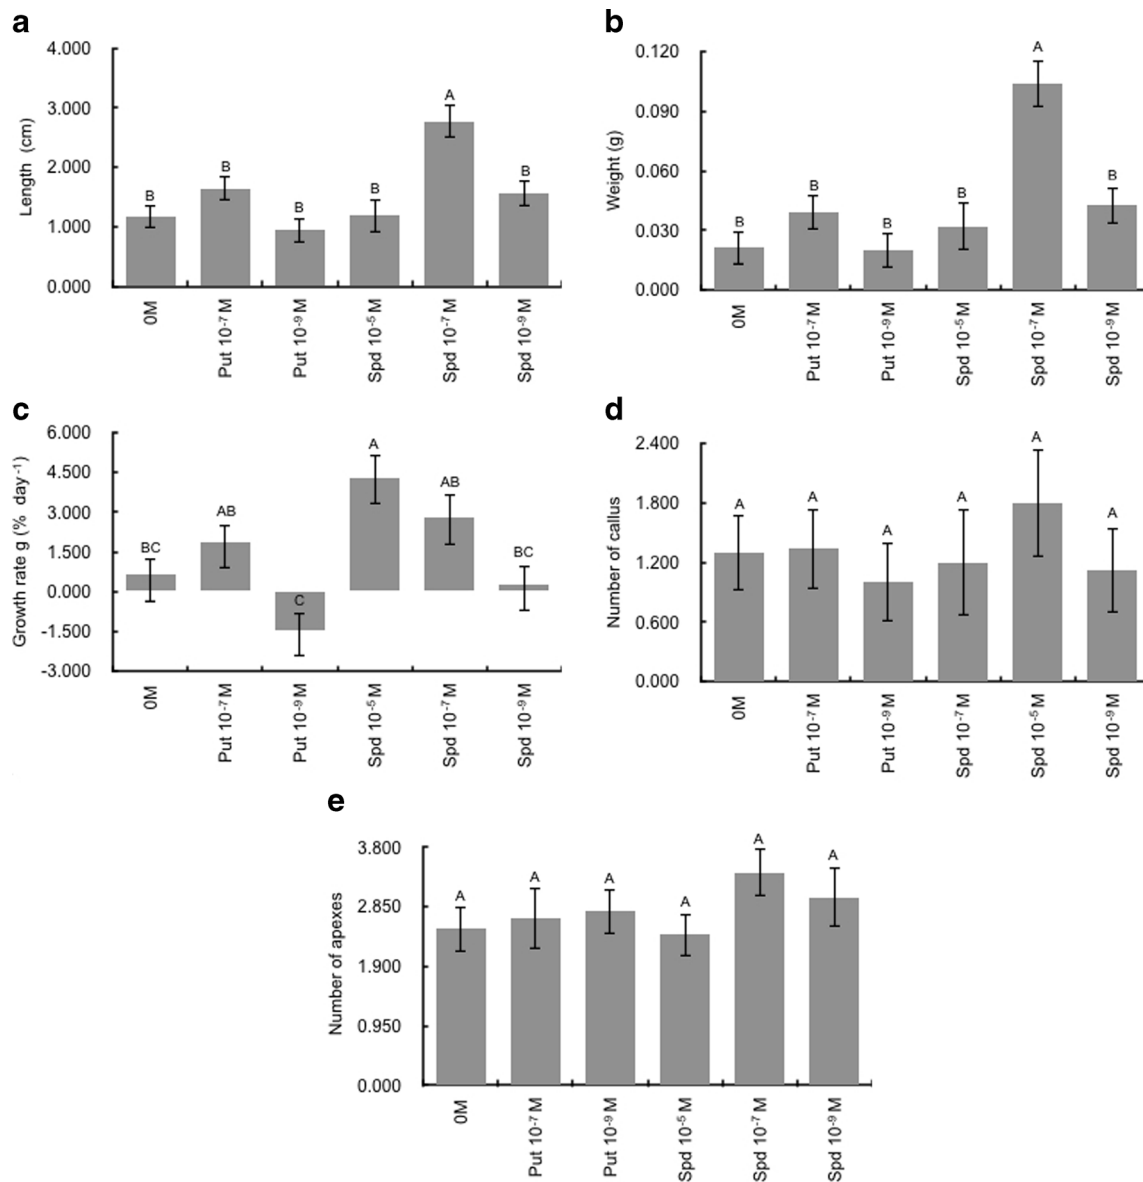 a
4.000
3.000
2.000
1.000
0.000
Length (cm)
B
B
B
B
A
B
0M
Put 10⁻⁷ M
Put 10⁻⁹ M
Spd 10⁻⁵ M
Spd 10⁻⁷ M
Spd 10⁻⁹ M
b
0.120
0.090
0.060
0.030
0.000
Weight (g)
B
B
B
B
A
B
0M
Put 10⁻⁷ M
Put 10⁻⁹ M
Spd 10⁻⁵ M
Spd 10⁻⁷ M
Spd 10⁻⁹ M
c
6.000
4.500
3.000
1.500
0.000
-1.500
-3.000
Growth rate g (% day⁻¹)
BC
AB
C
A
AB
BC
0M
Put 10⁻⁷ M
Put 10⁻⁹ M
Spd 10⁻⁵ M
Spd 10⁻⁷ M
Spd 10⁻⁹ M
d
2.400
1.800
1.200
0.600
0.000
Number of callus
A
A
A
A
A
A
0M
Put 10⁻⁷ M
Put 10⁻⁹ M
Spd 10⁻⁷ M
Spd 10⁻⁵ M
Spd 10⁻⁹ M
e
3.800
2.850
1.900
0.950
0.000
Number of apexes
A
A
A
A
A
A
0M
Put 10⁻⁷ M
Put 10⁻⁹ M
Spd 10⁻⁵ M
Spd 10⁻⁷ M
Spd 10⁻⁹ M